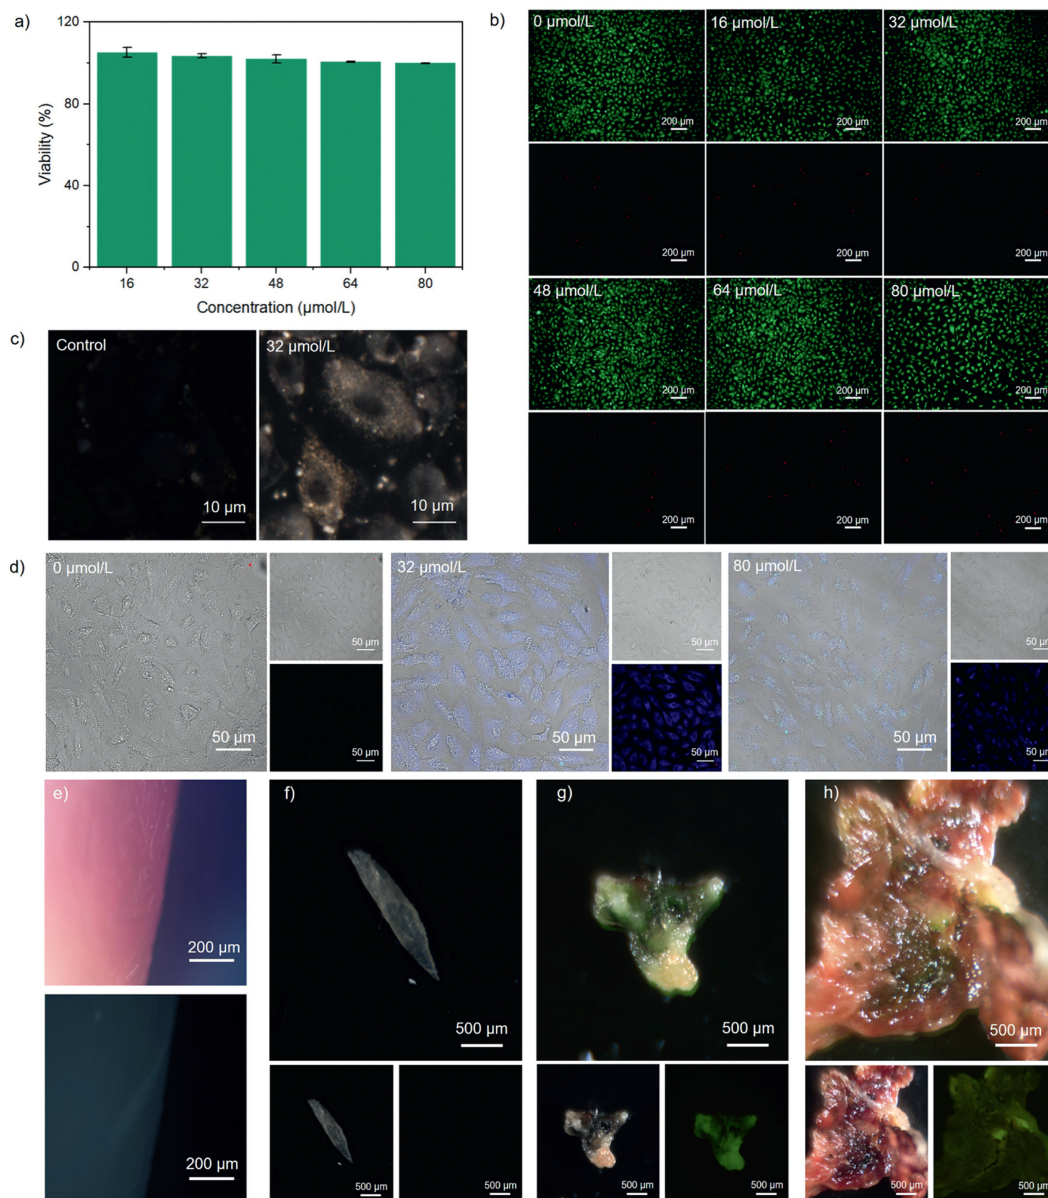 a)
120
100
80
40
0
Viability (%)
16 32 48 64 80
Concentration (µmol/L)
b)
0 µmol/L 16 µmol/L 32 µmol/L
200 µm 200 µm 200 µm
200 µm 200 µm 200 µm
48 µmol/L 64 µmol/L 80 µmol/L
200 µm 200 µm 200 µm
200 µm 200 µm 200 µm
c)
Control 32 µmol/L
10 µm 10 µm
d)
0 µmol/L 32 µmol/L 80 µmol/L
50 µm 50 µm 50 µm
50 µm 50 µm 50 µm
50 µm 50 µm 50 µm
e)
200 µm
200 µm
f)
500 µm
500 µm 500 µm
g)
500 µm
500 µm 500 µm
h)
500 µm
500 µm 500 µm